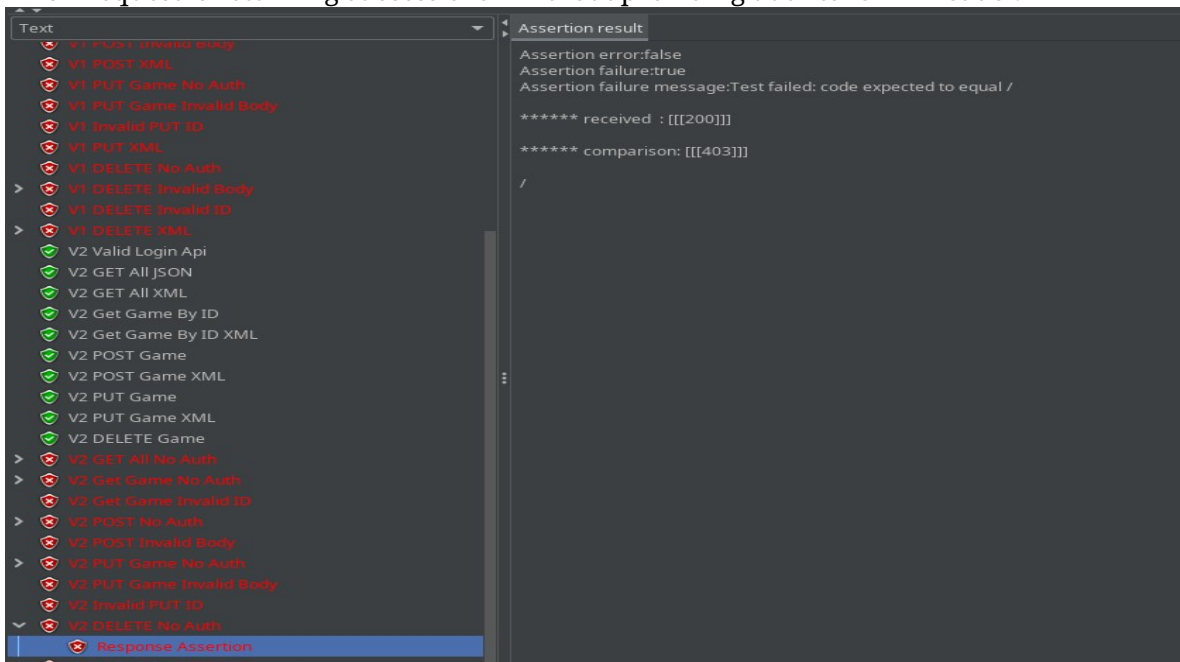 Text
V1 POST Invalid Body
V1 POST XML
V1 PUT Game No Auth
V1 PUT Game Invalid Body
V1 Invalid PUT ID
V1 PUT XML
V1 DELETE No Auth
V1 DELETE Invalid Body
V1 DELETE Invalid ID
V1 DELETE XML
V2 Valid Login Api
V2 GET All JSON
V2 GET All XML
V2 Get Game By ID
V2 Get Game By ID XML
V2 POST Game
V2 POST Game XML
V2 PUT Game
V2 PUT Game XML
V2 DELETE Game
V2 GET All No Auth
V2 Get Game No Auth
V2 Get Game Invalid ID
V2 POST No Auth
V2 POST Invalid Body
V2 PUT Game No Auth
V2 PUT Game Invalid Body
V2 Invalid PUT ID
V2 DELETE No Auth
Response Assertion
Assertion result
Assertion error:false
Assertion failure:true
Assertion failure message:Test failed: code expected to equal /
****** received : [[[200]]]
****** comparison: [[[403]]]
/